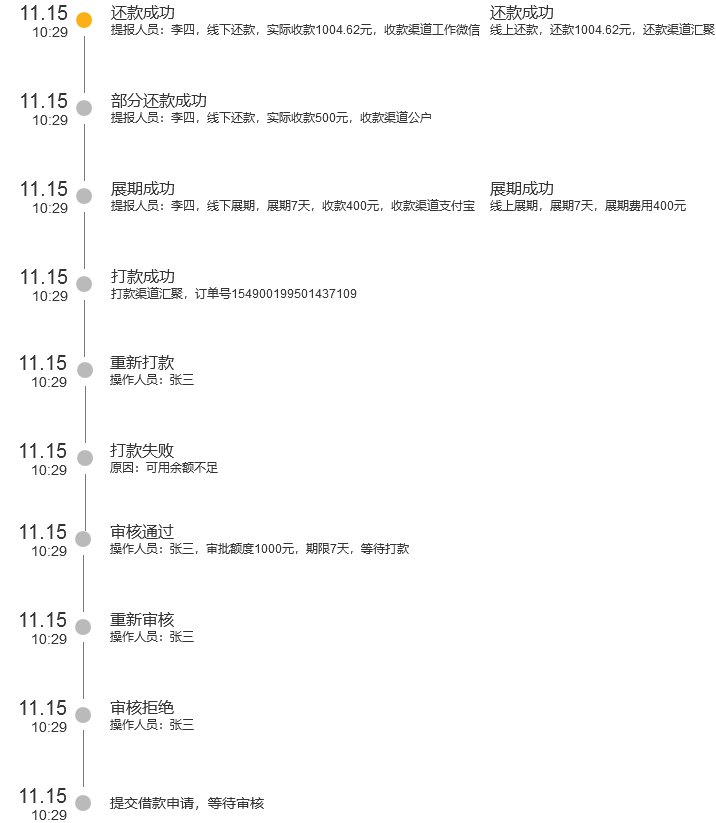 11.15
10:29
还款成功
提报人员：李四，线下还款，实际收款1004.62元，收款渠道工作微信
还款成功
线上还款，还款1004.62元，还款渠道汇聚
11.15
10:29
部分还款成功
提报人员：李四，线下还款，实际收款500元，收款渠道公户
11.15
10:29
展期成功
提报人员：李四，线下展期，展期7天，收款400元，收款渠道支付宝
展期成功
线上展期，展期7天，展期费用400元
11.15
10:29
打款成功
打款渠道汇聚，订单号154900199501437109
11.15
10:29
重新打款
操作人员：张三
11.15
10:29
打款失败
原因：可用余额不足
11.15
10:29
审核通过
操作人员：张三，审批额度1000元，期限7天，等待打款
11.15
10:29
重新审核
操作人员：张三
11.15
10:29
审核拒绝
操作人员：张三
11.15
10:29
提交借款申请，等待审核